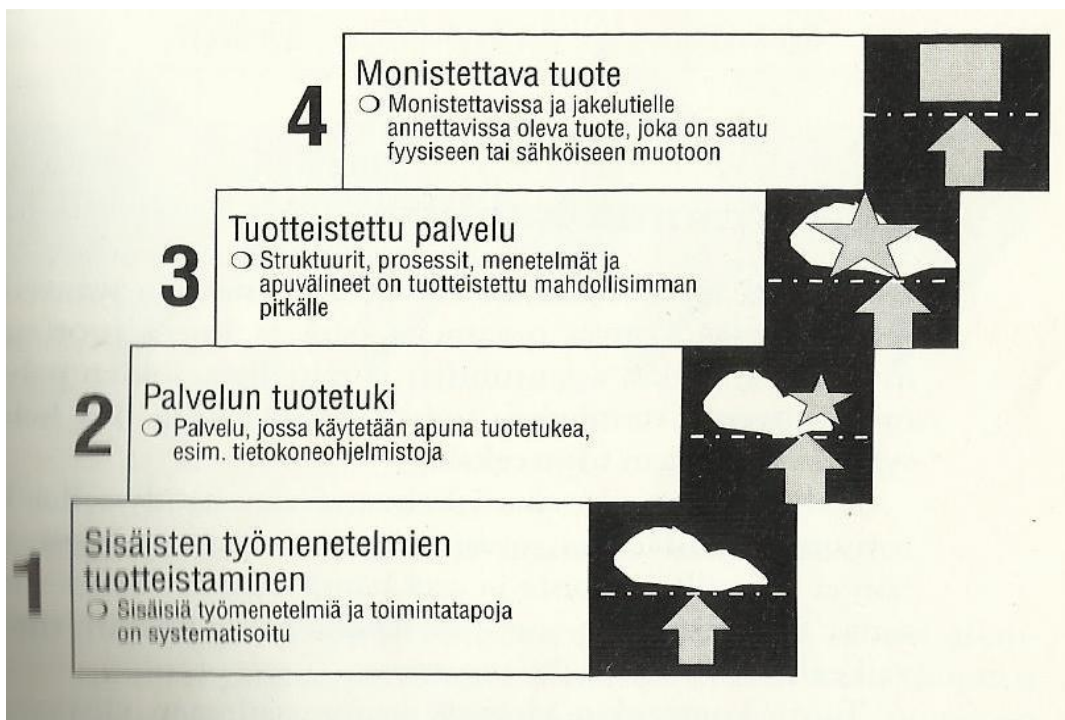 4
Monistettava tuote
❍ Monistettavissa ja jakelutielle
annettavissa oleva tuote, joka on saatu
fyysiseen tai sähköiseen muotoon
3
Tuotteistettu palvelu
❍ Struktuurit, prosessit, menetelmät ja
apuvälineet on tuotteistettu mahdollisimman
pitkälle
2
Palvelun tuotetuki
❍ Palvelu, jossa käytetään apuna tuotetukea,
esim. tietokoneohjelmistoja
1
Sisäisten työmenetelmien
tuotteistaminen
❍ Sisäisiä työmenetelmiä ja toimintatapoja
on systematisoitu